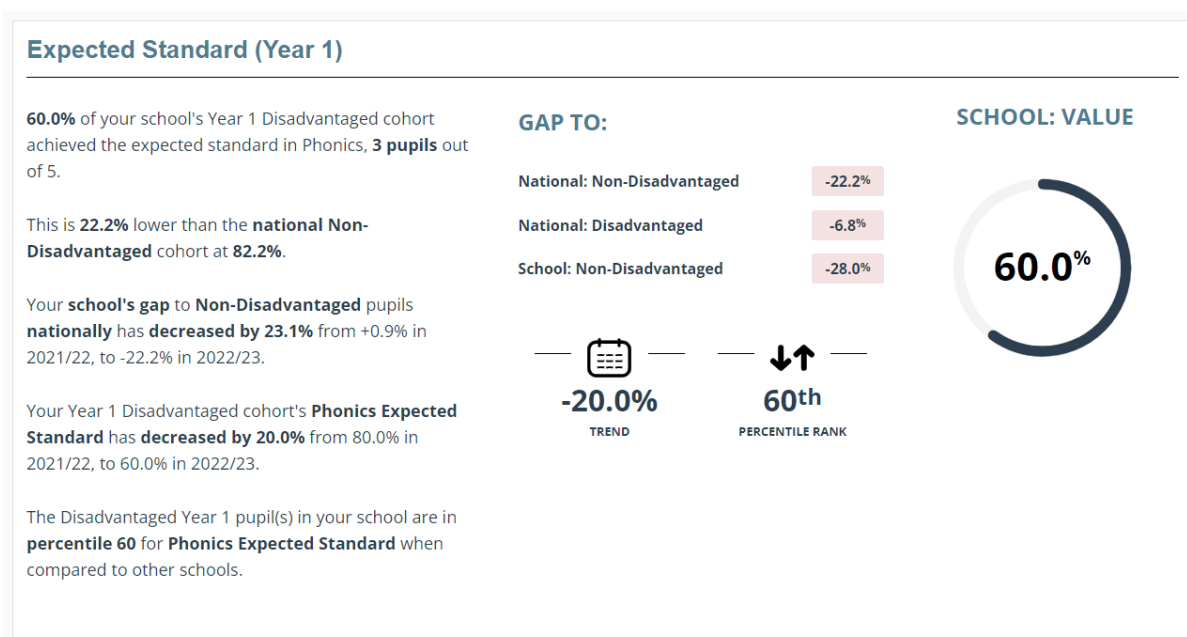 Expected Standard (Year 1)
60.0% of your school's Year 1 Disadvantaged cohort
achieved the expected standard in Phonics, 3 pupils out
of 5.
This is 22.2% lower than the national Non-
Disadvantaged cohort at 82.2%.
Your school's gap to Non-Disadvantaged pupils
nationally has decreased by 23.1% from +0.9% in
2021/22, to -22.2% in 2022/23.
Your Year 1 Disadvantaged cohort's Phonics Expected
Standard has decreased by 20.0% from 80.0% in
2021/22, to 60.0% in 2022/23.
The Disadvantaged Year 1 pupil(s) in your school are in
percentile 60 for Phonics Expected Standard when
compared to other schools.
GAP TO:
National: Non-Disadvantaged -22.2%
National: Disadvantaged -6.8%
School: Non-Disadvantaged -28.0%
-20.0%
TREND
60th
PERCENTILE RANK
SCHOOL: VALUE
60.0%